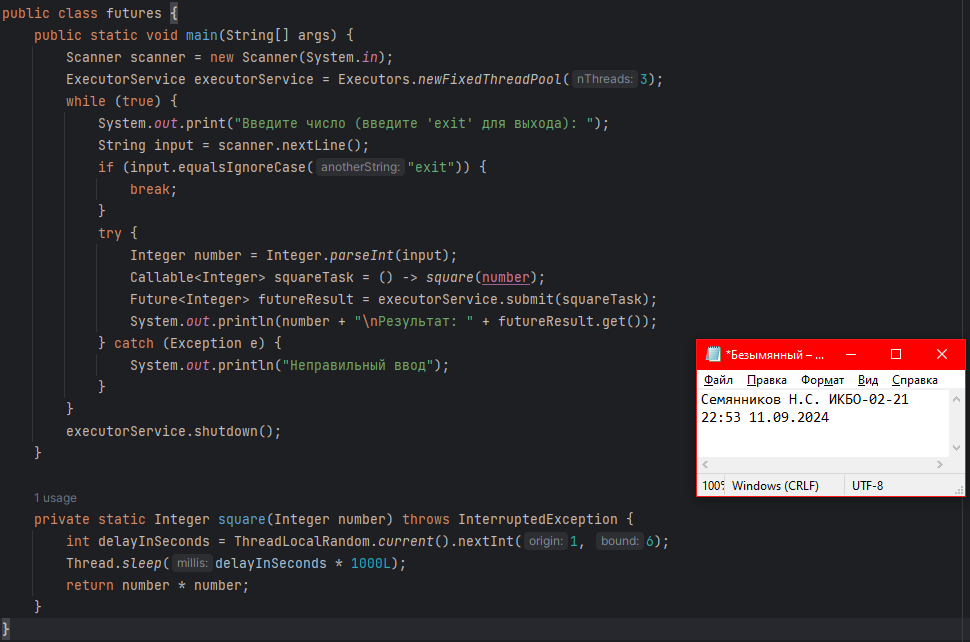 public class futures {
public static void main(String[] args) {
Scanner scanner = new Scanner(System.in);
ExecutorService executorService = Executors.newFixedThreadPool( nThreads: 3);
while (true) {
System.out.print("Введите число (введите 'exit' для выхода): ");
String input = scanner.nextLine();
if (input.equalsIgnoreCase( anotherString: "exit")) {
break;
}
try {
Integer number = Integer.parseInt(input);
Callable<Integer> squareTask = () -> square(number);
Future<Integer> futureResult = executorService.submit(squareTask);
System.out.println(number + "\nРезультат: " + futureResult.get());
} catch (Exception e) {
System.out.println("Неправильный ввод");
}
}
executorService.shutdown();
}
1 usage
private static Integer square(Integer number) throws InterruptedException {
int delayInSeconds = ThreadLocalRandom.current().nextInt( origin: 1, bound: 6);
Thread.sleep( millis: delayInSeconds * 1000L);
return number * number;
}
}
*Безымянный – ...
Файл Правка Формат Вид Справка
Семянников Н.С. ИКБО-02-21
22:53 11.09.2024
100% Windows (CRLF) UTF-8